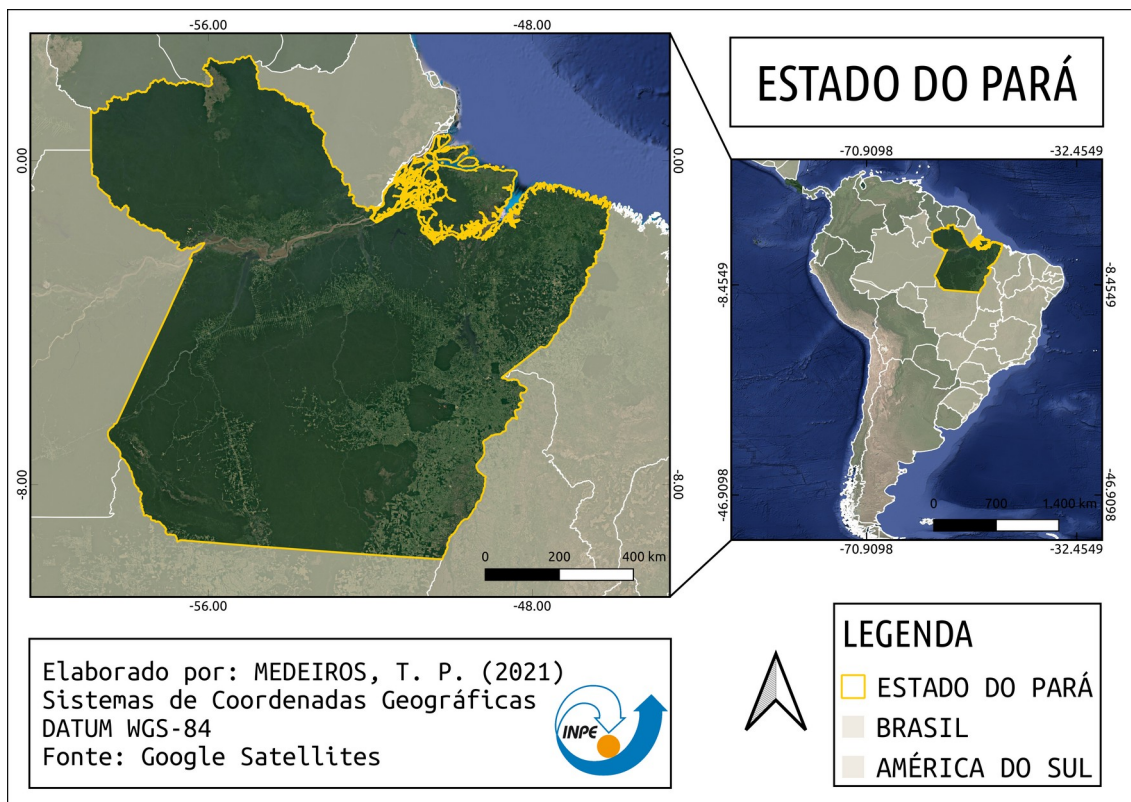 -56.00
-48.00
ESTADO DO PARÁ
0.00
0.00
-8.00
-8.00
0 200 400 km
-56.00
-48.00
-70.9098
-32.4549
-8.4549
-8.4549
-46.9098
-46.9098
0 700 1,400 km
-70.9098
-32.4549
Elaborado por: MEDEIROS, T. P. (2021)
Sistemas de Coordenadas Geográficas
DATUM WGS-84
Fonte: Google Satellites
INPE
LEGENDA
ESTADO DO PARÁ
BRASIL
AMÉRICA DO SUL